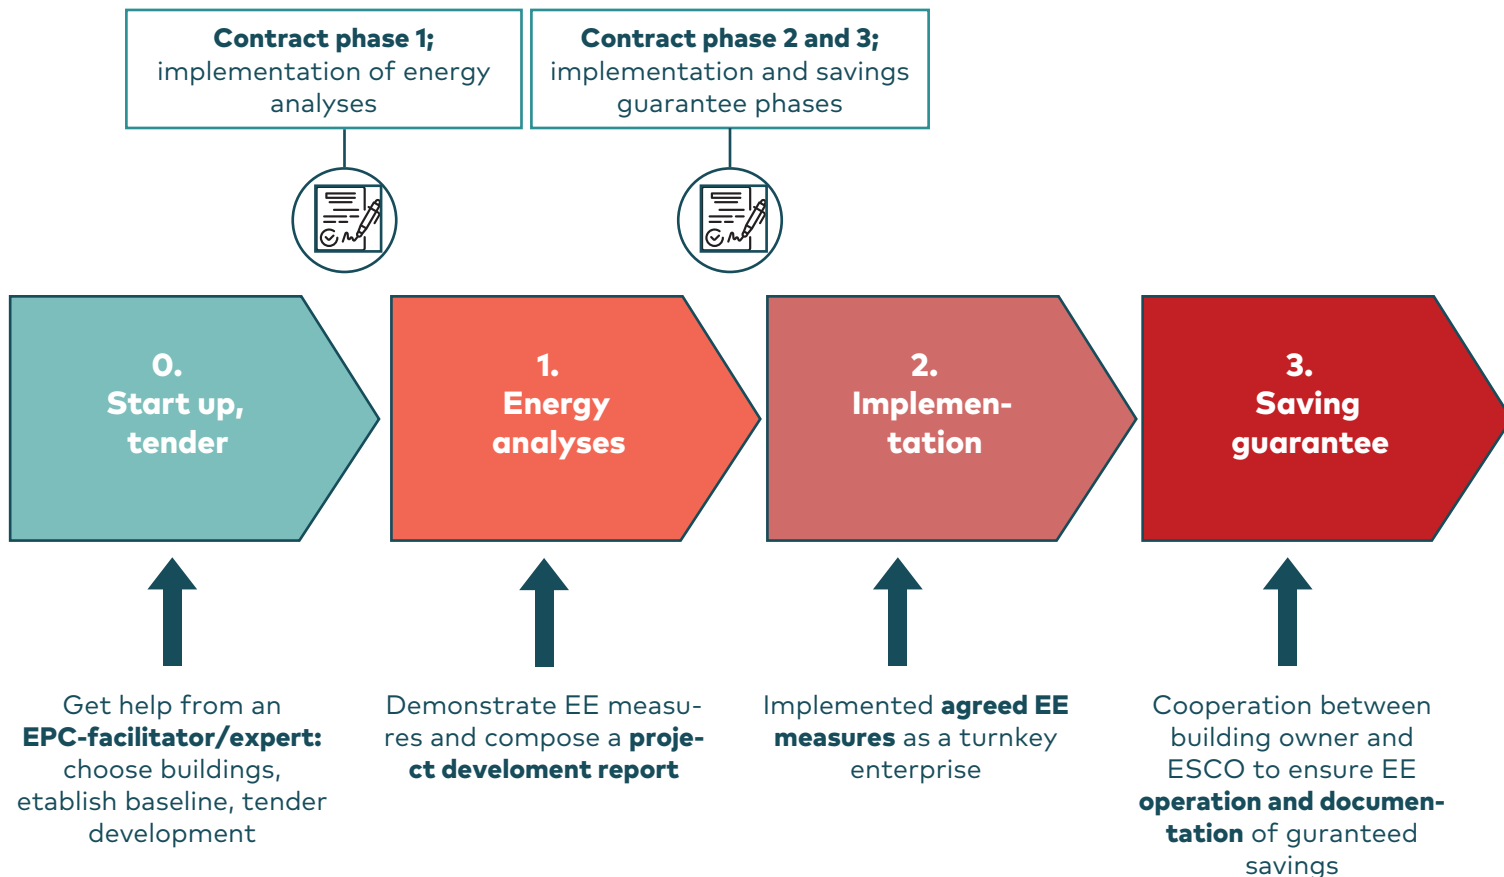 Contract phase 1;
implementation of energy
analyses
Contract phase 2 and 3;
implementation and savings
guarantee phases
0.
Start up,
tender
1.
Energy
analyses
2.
Implemen-
tation
3.
Saving
guarantee
Get help from an
EPC-facilitator/expert:
choose buildings,
etablish baseline, tender
development
Demonstrate EE measu-
res and compose a proje-
ct develoment report
Implemented agreed EE
measures as a turnkey
enterprise
Cooperation between
building owner and
ESCO to ensure EE
operation and documen-
tation of guranteed
savings